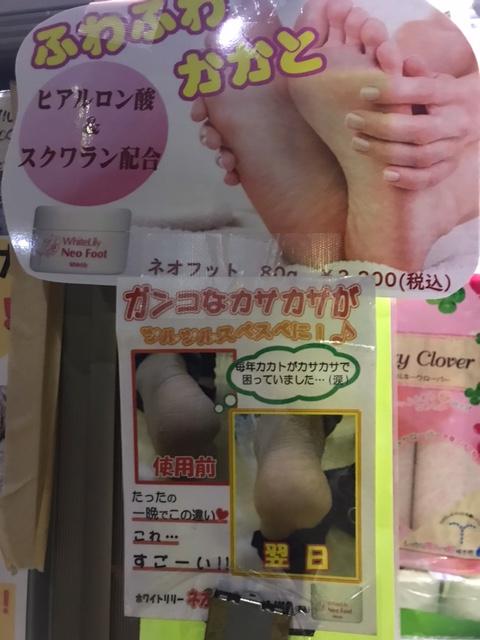 ふわふわ
かかと
ヒアルロン酸
&
スクワラン配合
WhiteLily
Neo Foot
ネオフット 80g
(税込)
ガンコなカサカサが
ツルツルスベスベに!
毎年カカトがカサカサで
困っていました…(涙)
使用前
たったの
一晩でこの違い
これ…
すご〜い!!
翌日
ホワイトリリー
WhiteLily
Neo Foot
y Clover